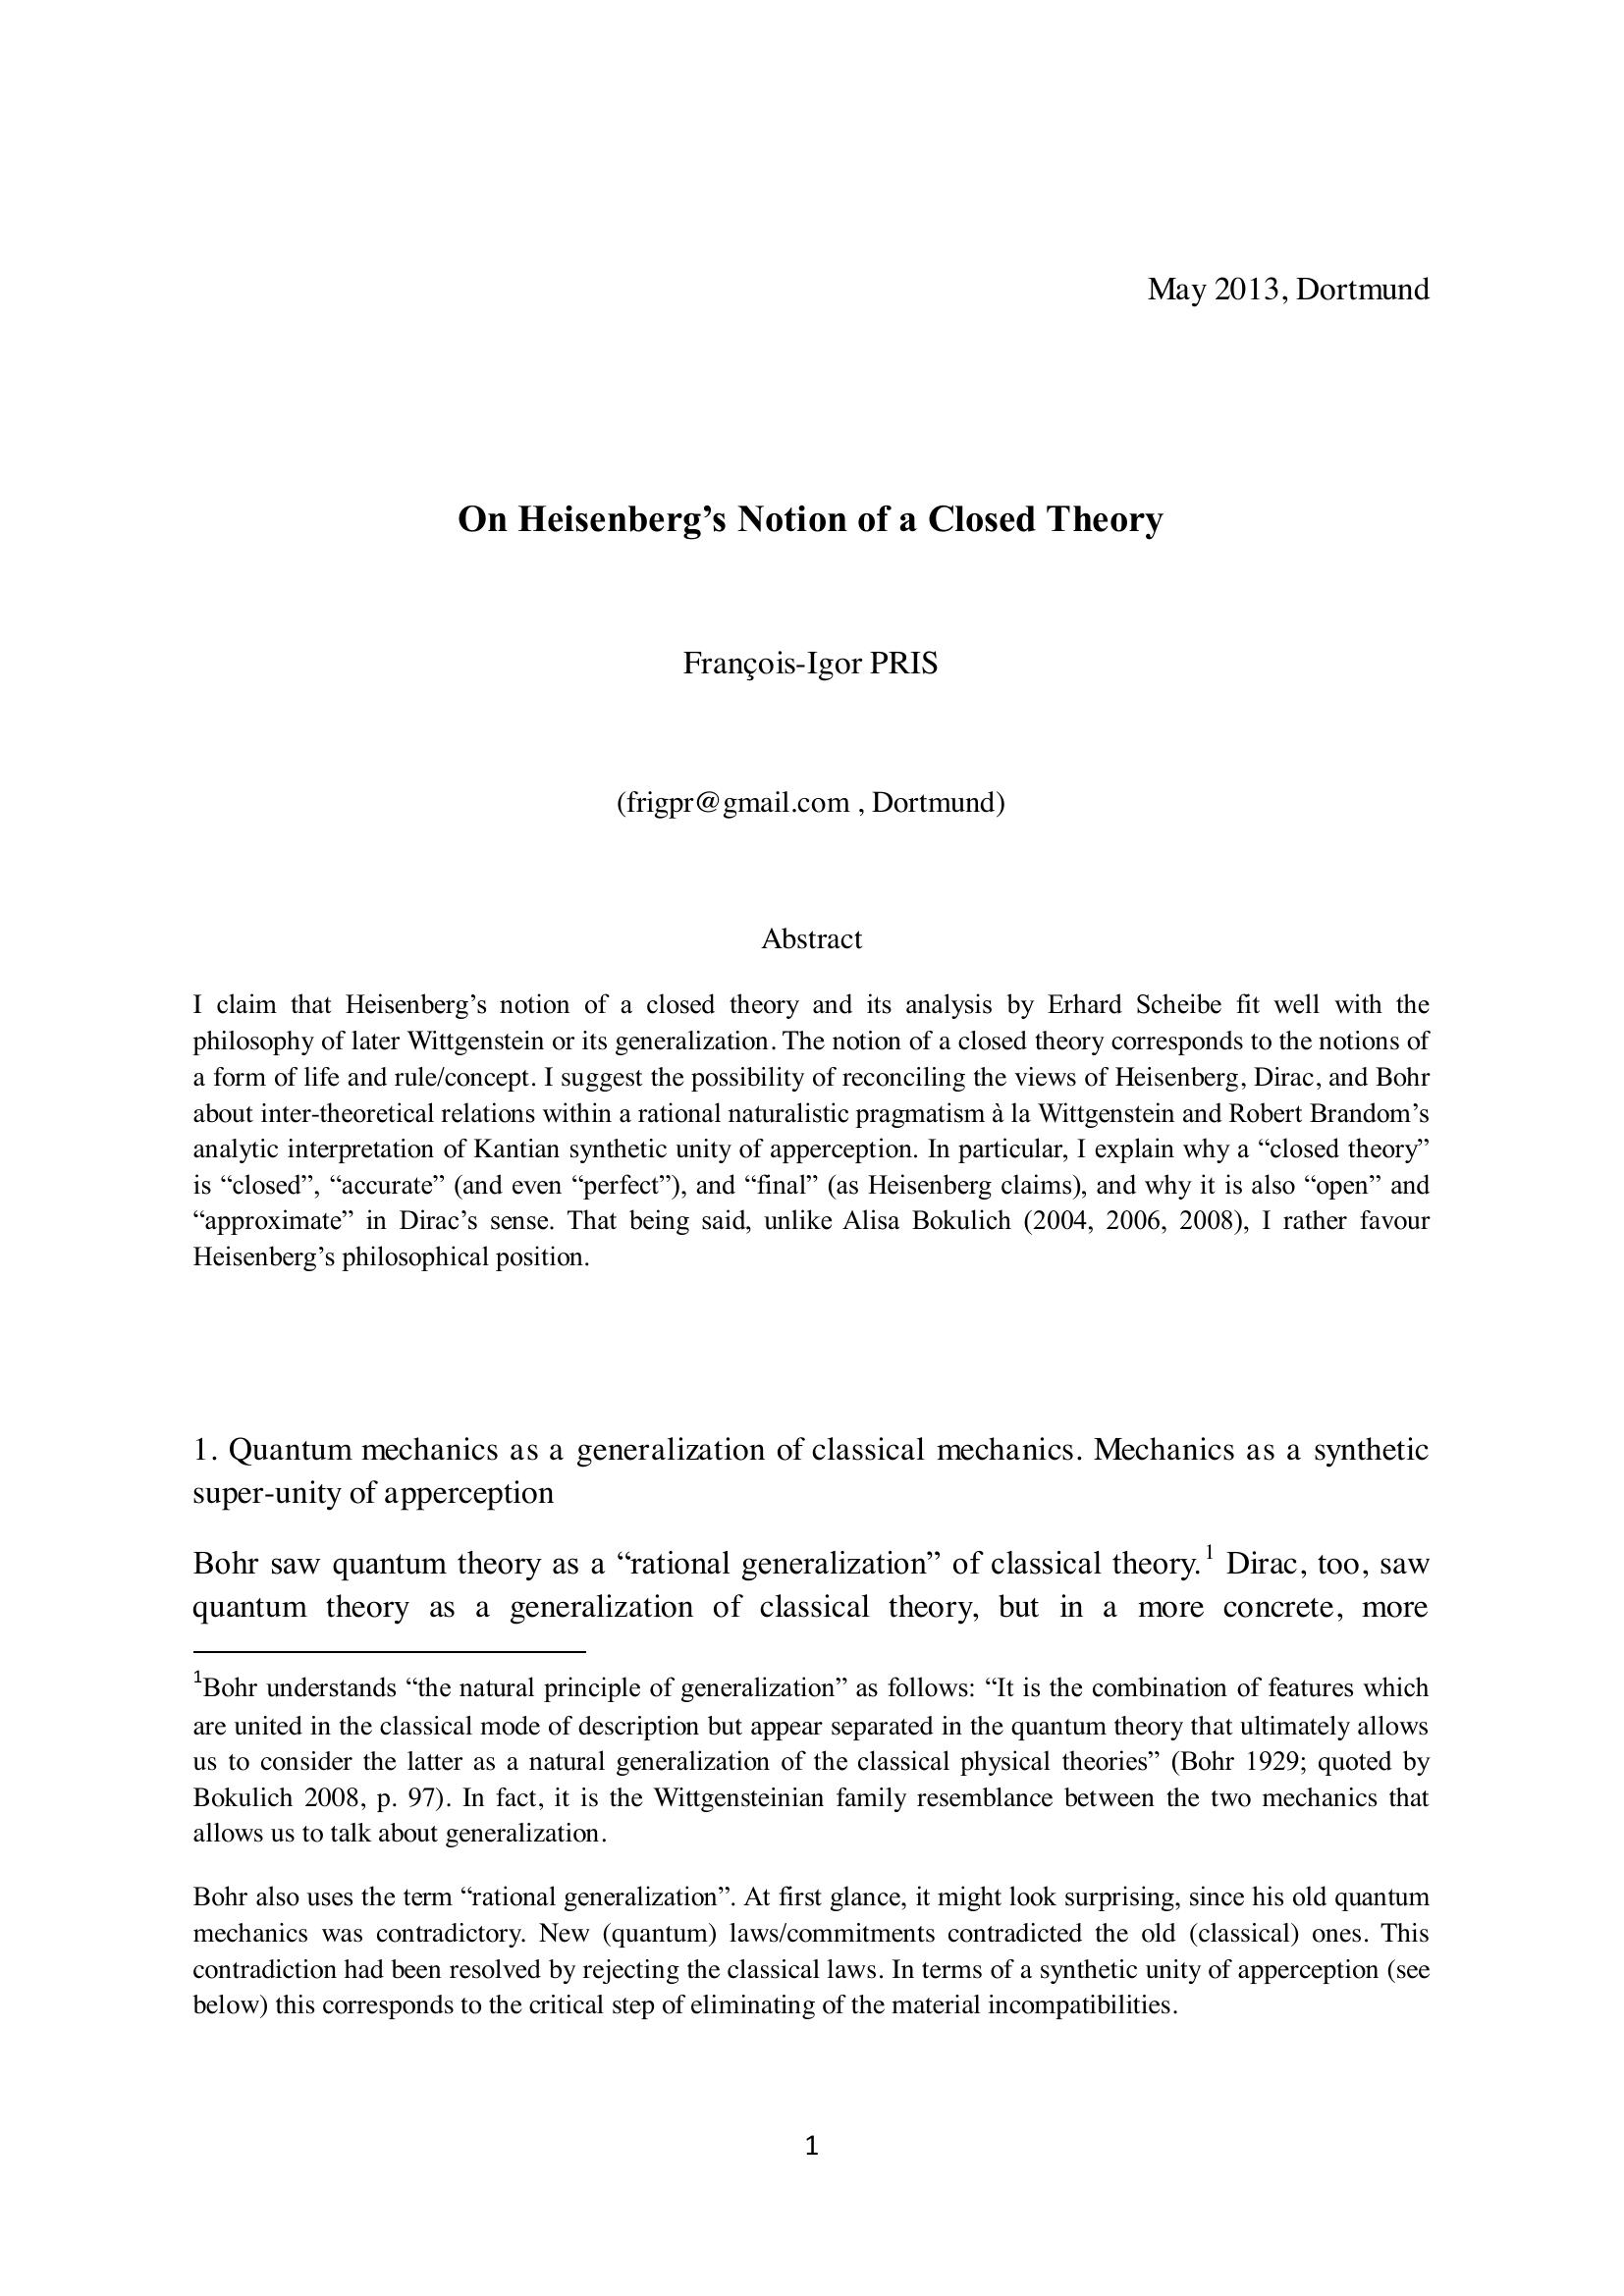 May 2013, Dortmund
On Heisenberg’s Notion of a Closed Theory
François-Igor PRIS
(frigpr@gmail.com , Dortmund)
Abstract
I claim that Heisenberg’s notion of a closed theory and its analysis by Erhard Scheibe fit well with the
philosophy of later Wittgenstein or its generalization. The notion of a closed theory corresponds to the notions of
a form of life and rule/concept. I suggest the possibility of reconciling the views of Heisenberg, Dirac, and Bohr
about inter-theoretical relations within a rational naturalistic pragmatism à la Wittgenstein and Robert Brandom’s
analytic interpretation of Kantian synthetic unity of apperception. In particular, I explain why a “closed theory”
is “closed”, “accurate” (and even “perfect”), and “final” (as Heisenberg claims), and why it is also “open” and
“approximate” in Dirac’s sense. That being said, unlike Alisa Bokulich (2004, 2006, 2008), I rather favour
Heisenberg’s philosophical position.
1. Quantum mechanics as a generalization of classical mechanics. Mechanics as a synthetic
super-unity of apperception
Bohr saw quantum theory as a “rational generalization” of classical theory.1 Dirac, too, saw
quantum theory as a generalization of classical theory, but in a more concrete, more
1Bohr understands “the natural principle of generalization” as follows: “It is the combination of features which
are united in the classical mode of description but appear separated in the quantum theory that ultimately allows
us to consider the latter as a natural generalization of the classical physical theories” (Bohr 1929; quoted by
Bokulich 2008, p. 97). In fact, it is the Wittgensteinian family resemblance between the two mechanics that
allows us to talk about generalization.
Bohr also uses the term “rational generalization”. At first glance, it might look surprising, since his old quantum
mechanics was contradictory. New (quantum) laws/commitments contradicted the old (classical) ones. This
contradiction had been resolved by rejecting the classical laws. In terms of a synthetic unity of apperception (see
below) this corresponds to the critical step of eliminating of the material incompatibilities.
1